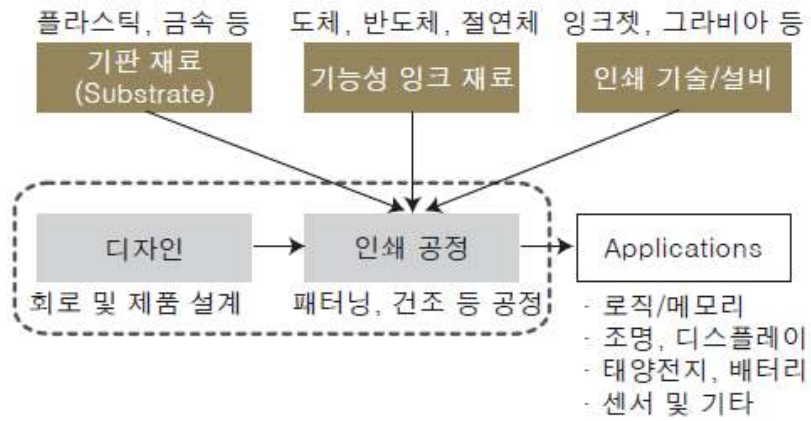 플라스틱, 금속 등
기판 재료
(Substrate)
도체, 반도체, 절연체
기능성 잉크 재료
잉크젯, 그라비아 등
인쇄 기술/설비
디자인
회로 및 제품 설계
인쇄 공정
패터닝, 건조 등 공정
Applications
· 로직/메모리
· 조명, 디스플레이
· 태양전지, 배터리
· 센서 및 기타